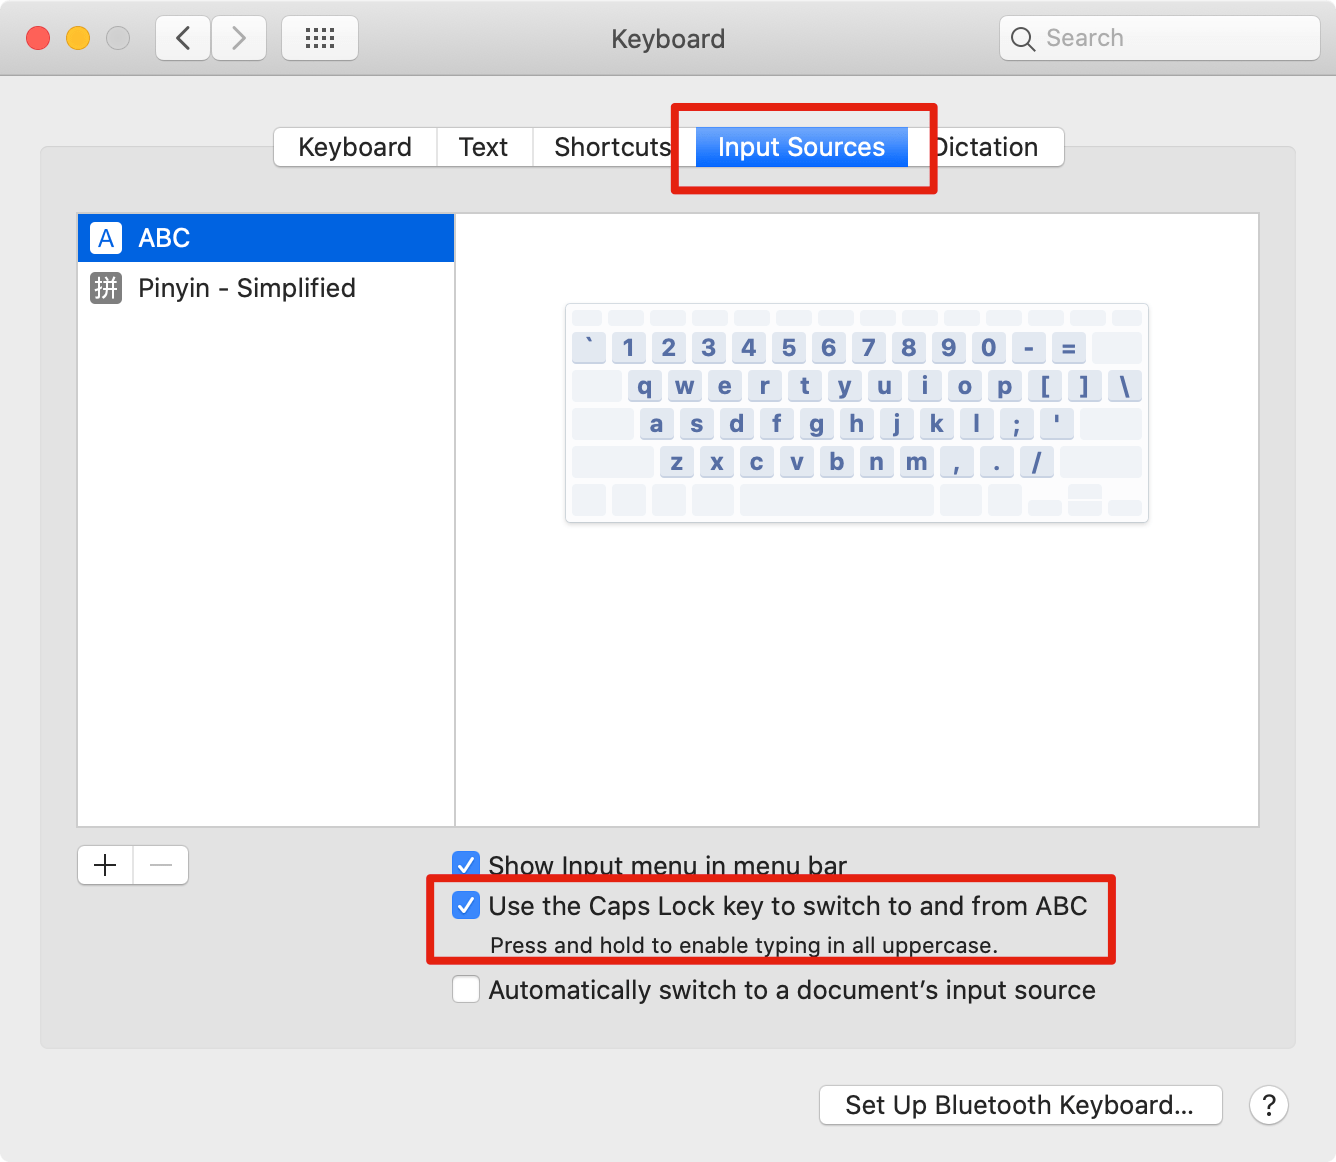 Keyboard
Search
Keyboard Text Shortcuts Input Sources Dictation
A ABC
拼 Pinyin - Simplified
` 1 2 3 4 5 6 7 8 9 0 - =
q w e r t y u i o p [ ] \
a s d f g h j k l ; '
z x c v b n m , . /
Show Input menu in menu bar
Use the Caps Lock key to switch to and from ABC
Press and hold to enable typing in all uppercase.
Automatically switch to a document’s input source
Set Up Bluetooth Keyboard... ?